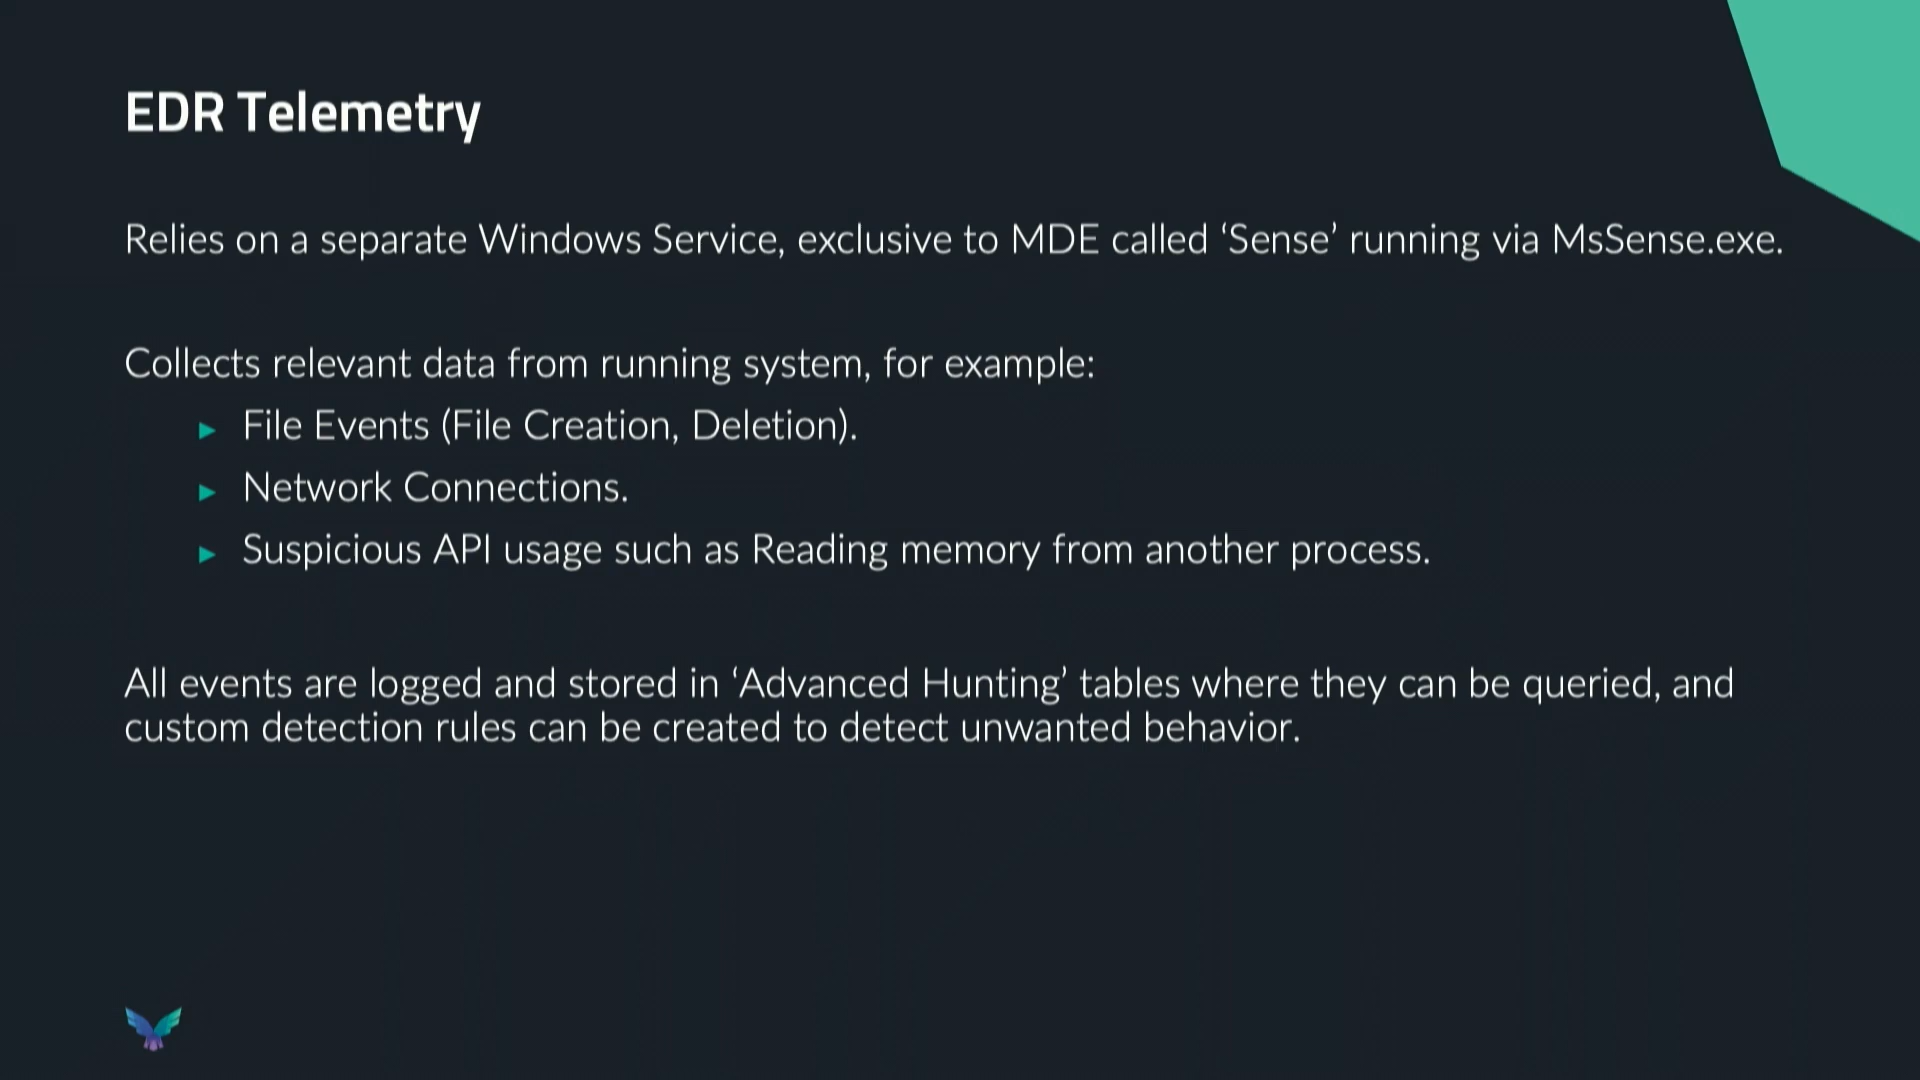 EDR Telemetry
Relies on a separate Windows Service, exclusive to MDE called ‘Sense’ running via MsSense.exe.
Collects relevant data from running system, for example:
► File Events (File Creation, Deletion).
► Network Connections.
► Suspicious API usage such as Reading memory from another process.
All events are logged and stored in ‘Advanced Hunting’ tables where they can be queried, and
custom detection rules can be created to detect unwanted behavior.